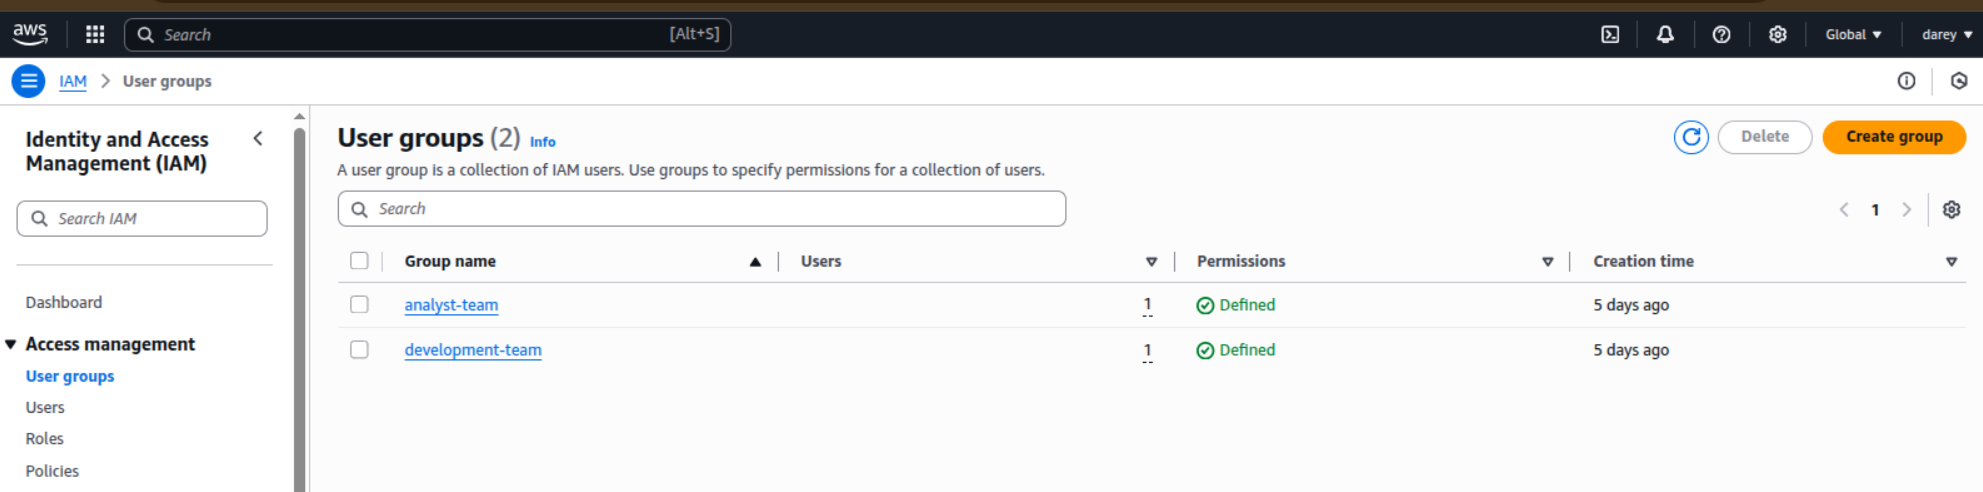 aws
Search [Alt+S]
Global
darey
IAM > User groups
Identity and Access
Management (IAM)
Search IAM
Dashboard
Access management
User groups
Users
Roles
Policies
User groups (2) Info
Delete
Create group
A user group is a collection of IAM users. Use groups to specify permissions for a collection of users.
Search
1
Group name Users Permissions Creation time
analyst-team 1 Defined 5 days ago
development-team 1 Defined 5 days ago